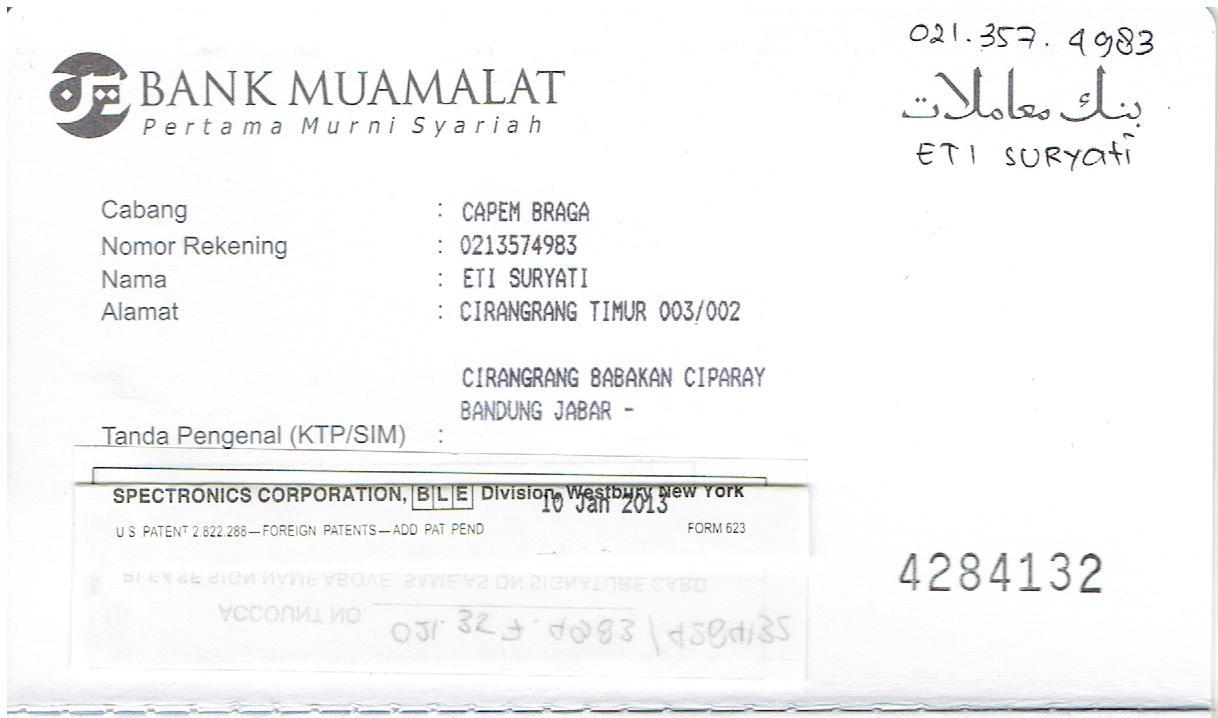 021.357.4983
BANK MUAMALAT
Pertama Murni Syariah
بنك معاملات
ETI SURYati
Cabang : CAPEM BRAGA
Nomor Rekening : 0213574983
Nama : ETI SURYATI
Alamat : CIRANGRANG TIMUR 003/002
CIRANGRANG BABAKAN CIPARAY
BANDUNG JABAR -
Tanda Pengenal (KTP/SIM) :
SPECTRONICS CORPORATION, BLE Division, Westbury New York
10 Jan 2013
U S PATENT 2.822.288—FOREIGN PATENTS—ADD PAT PEND FORM 623
4284132
PLEASE SIGN NAME ABOVE SAME AS ON SIGNATURE CARD
ACCOUNT NO. 021.357.4983/4284132